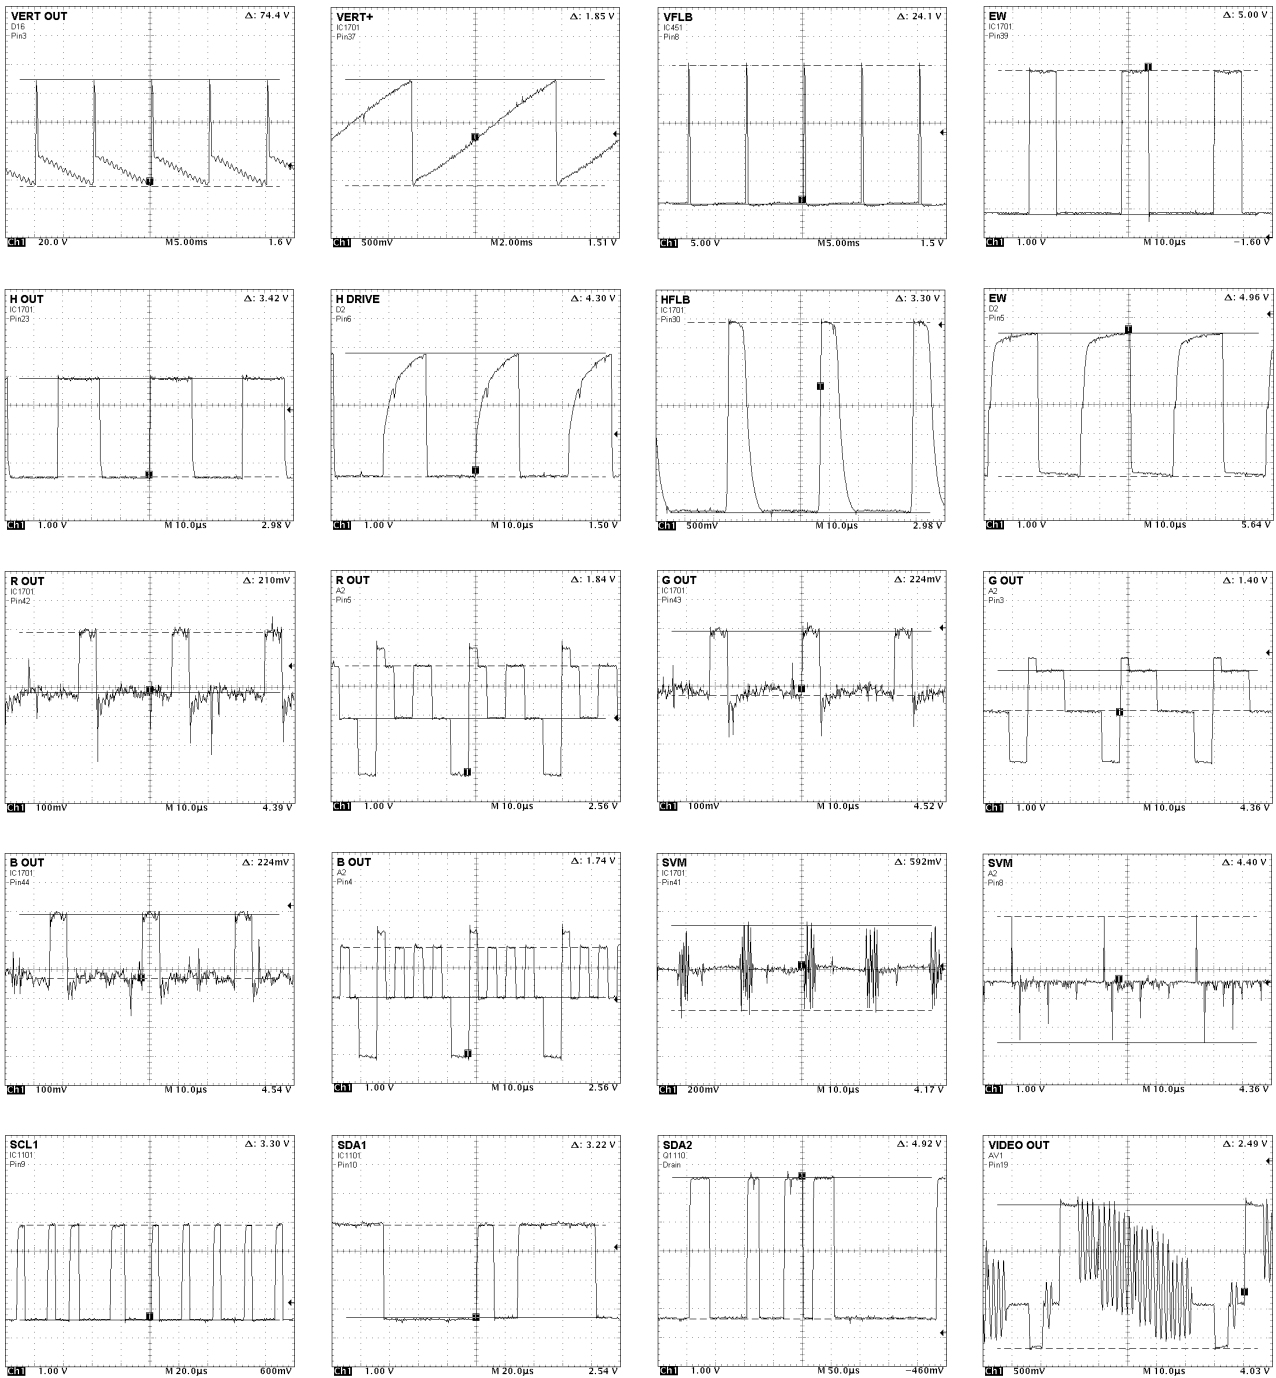 VERT OUT Δ: 74.4 V
D16
Pin3
Ch1 20.0 V M5.00ms 1.6 V
VERT+ Δ: 1.85 V
IC1701
Pin37
Ch1 500mV M2.00ms 1.51 V
VFLB Δ: 24.1 V
IC451
Pin8
Ch1 5.00 V M5.00ms 1.5 V
EW Δ: 5.00 V
IC1701
Pin39
Ch1 1.00 V M 10.0µs −1.60 V
H OUT Δ: 3.42 V
IC1701
Pin23
Ch1 1.00 V M 10.0µs 2.98 V
H DRIVE Δ: 4.30 V
D2
Pin6
Ch1 1.00 V M 10.0µs 1.50 V
HFLB Δ: 3.30 V
IC1701
Pin30
Ch1 500mV M 10.0µs 2.98 V
EW Δ: 4.96 V
D2
Pin5
Ch1 1.00 V M 10.0µs 5.64 V
R OUT Δ: 210mV
IC1701
Pin42
Ch1 100mV M 10.0µs 4.39 V
R OUT Δ: 1.84 V
A2
Pin5
Ch1 1.00 V M 10.0µs 2.56 V
G OUT Δ: 224mV
IC1701
Pin43
Ch1 100mV M 10.0µs 4.52 V
G OUT Δ: 1.40 V
A2
Pin3
Ch1 1.00 V M 10.0µs 4.36 V
B OUT Δ: 224mV
IC1701
Pin44
Ch1 100mV M 10.0µs 4.54 V
B OUT Δ: 1.74 V
A2
Pin4
Ch1 1.00 V M 10.0µs 2.56 V
SVM Δ: 592mV
IC1701
Pin41
Ch1 200mV M 10.0µs 4.17 V
SVM Δ: 4.40 V
A2
Pin8
Ch1 1.00 V M 10.0µs 4.36 V
SCL1 Δ: 3.30 V
IC1101
Pin9
Ch1 1.00 V M 20.0µs 600mV
SDA1 Δ: 3.22 V
IC1101
Pin10
Ch1 1.00 V M 20.0µs 2.54 V
SDA2 Δ: 4.92 V
Q1110
Drain
Ch1 1.00 V M 50.0µs −460mV
VIDEO OUT Δ: 2.49 V
AV1
Pin19
Ch1 500mV M 10.0µs 4.03 V